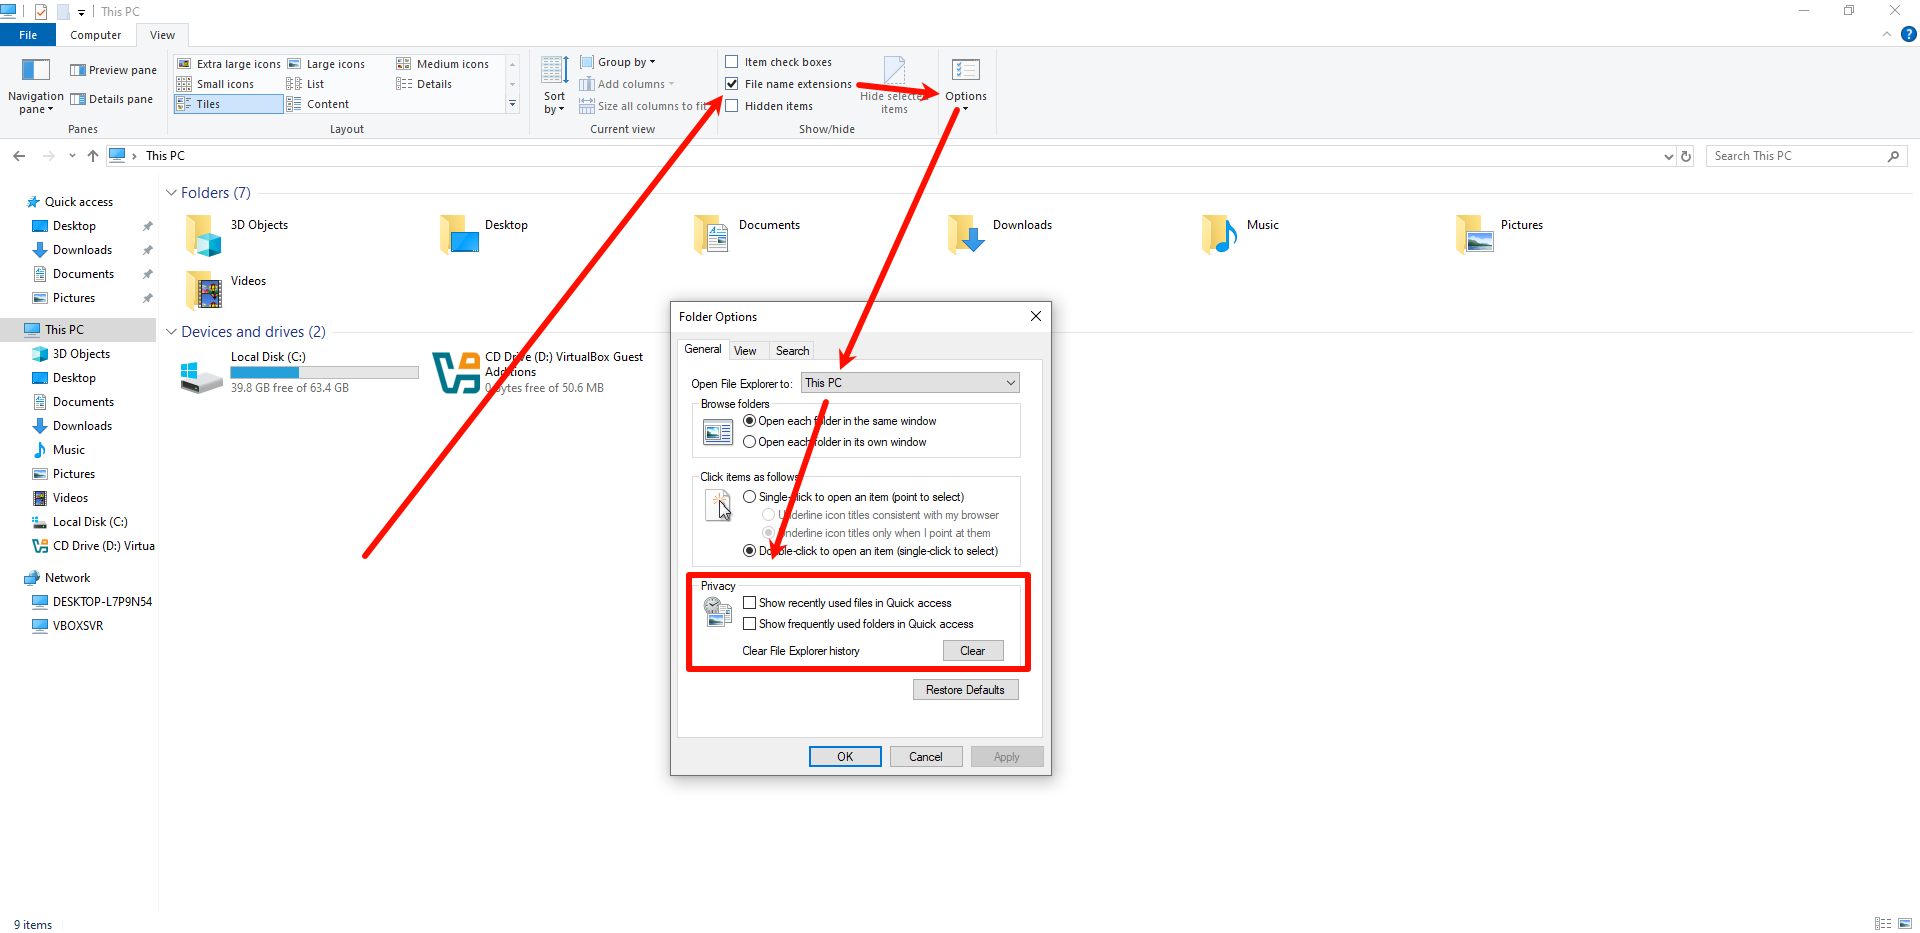 This PC
File
Computer
View
Navigation pane
Preview pane
Details pane
Panes
Extra large icons
Large icons
Medium icons
Small icons
List
Details
Tiles
Content
Layout
Sort by
Group by
Add columns
Size all columns to fit
Current view
Item check boxes
File name extensions
Hidden items
Hide selected items
Show/hide
Options
This PC
Search This PC
Quick access
Desktop
Downloads
Documents
Pictures
This PC
3D Objects
Desktop
Documents
Downloads
Music
Pictures
Videos
Local Disk (C:)
CD Drive (D:) Virtua
Network
DESKTOP-L7P9N54
VBOXSVR
Folders (7)
3D Objects
Desktop
Documents
Downloads
Music
Pictures
Videos
Devices and drives (2)
Local Disk (C:)
39.8 GB free of 63.4 GB
CD Drive (D:) VirtualBox Guest
Additions
0 bytes free of 50.6 MB
Folder Options
General
View
Search
Open File Explorer to:
This PC
Browse folders
Open each folder in the same window
Open each folder in its own window
Click items as follows
Single-click to open an item (point to select)
Underline icon titles consistent with my browser
Underline icon titles only when I point at them
Double-click to open an item (single-click to select)
Privacy
Show recently used files in Quick access
Show frequently used folders in Quick access
Clear File Explorer history
Clear
Restore Defaults
OK
Cancel
Apply
9 items